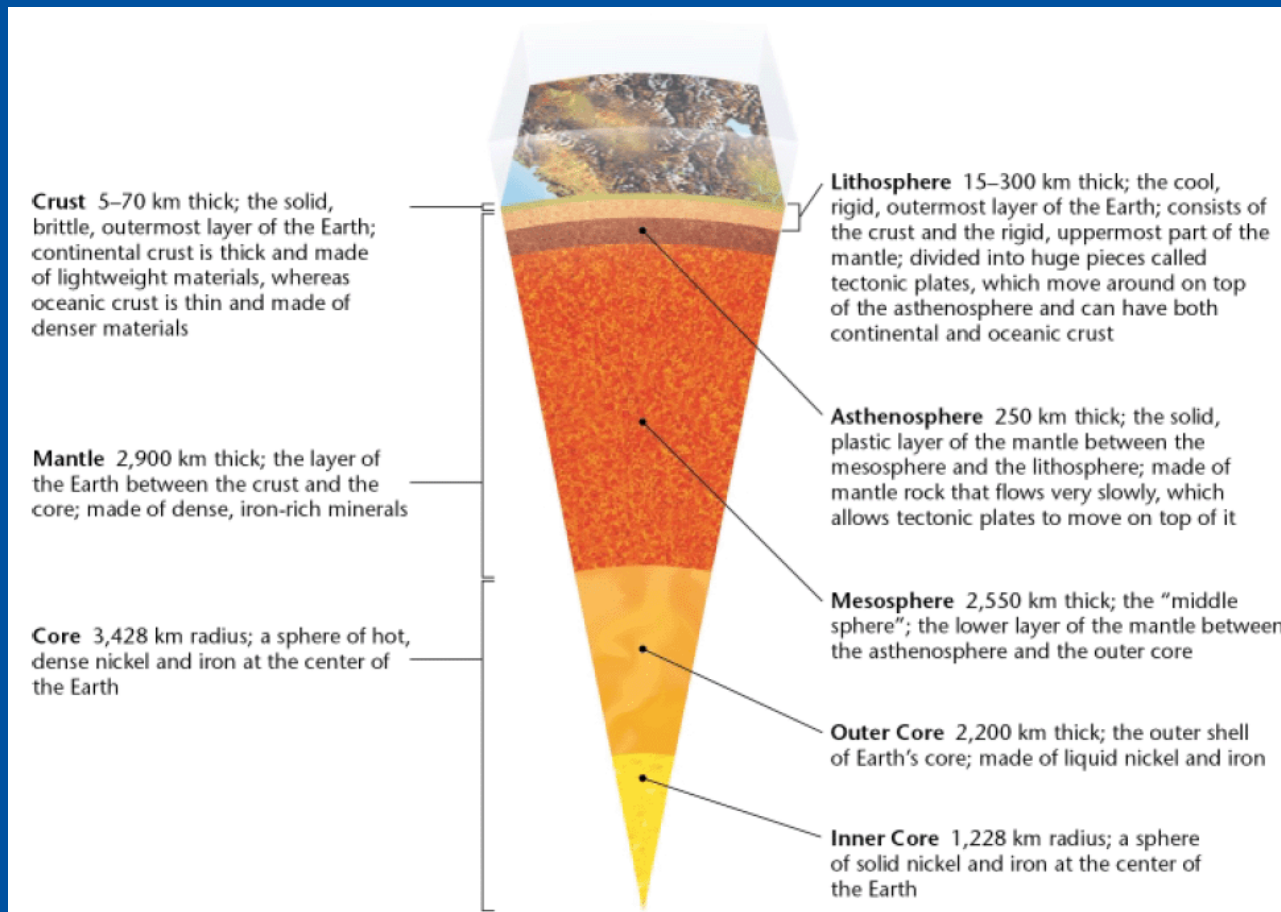 Crust 5–70 km thick; the solid,
brittle, outermost layer of the Earth;
continental crust is thick and made
of lightweight materials, whereas
oceanic crust is thin and made of
denser materials
Mantle 2,900 km thick; the layer of
the Earth between the crust and the
core; made of dense, iron-rich minerals
Core 3,428 km radius; a sphere of hot,
dense nickel and iron at the center of
the Earth
Lithosphere 15–300 km thick; the cool,
rigid, outermost layer of the Earth; consists of
the crust and the rigid, uppermost part of the
mantle; divided into huge pieces called
tectonic plates, which move around on top
of the asthenosphere and can have both
continental and oceanic crust
Asthenosphere 250 km thick; the solid,
plastic layer of the mantle between the
mesosphere and the lithosphere; made of
mantle rock that flows very slowly, which
allows tectonic plates to move on top of it
Mesosphere 2,550 km thick; the “middle
sphere”; the lower layer of the mantle between
the asthenosphere and the outer core
Outer Core 2,200 km thick; the outer shell
of Earth’s core; made of liquid nickel and iron
Inner Core 1,228 km radius; a sphere
of solid nickel and iron at the center of
the Earth